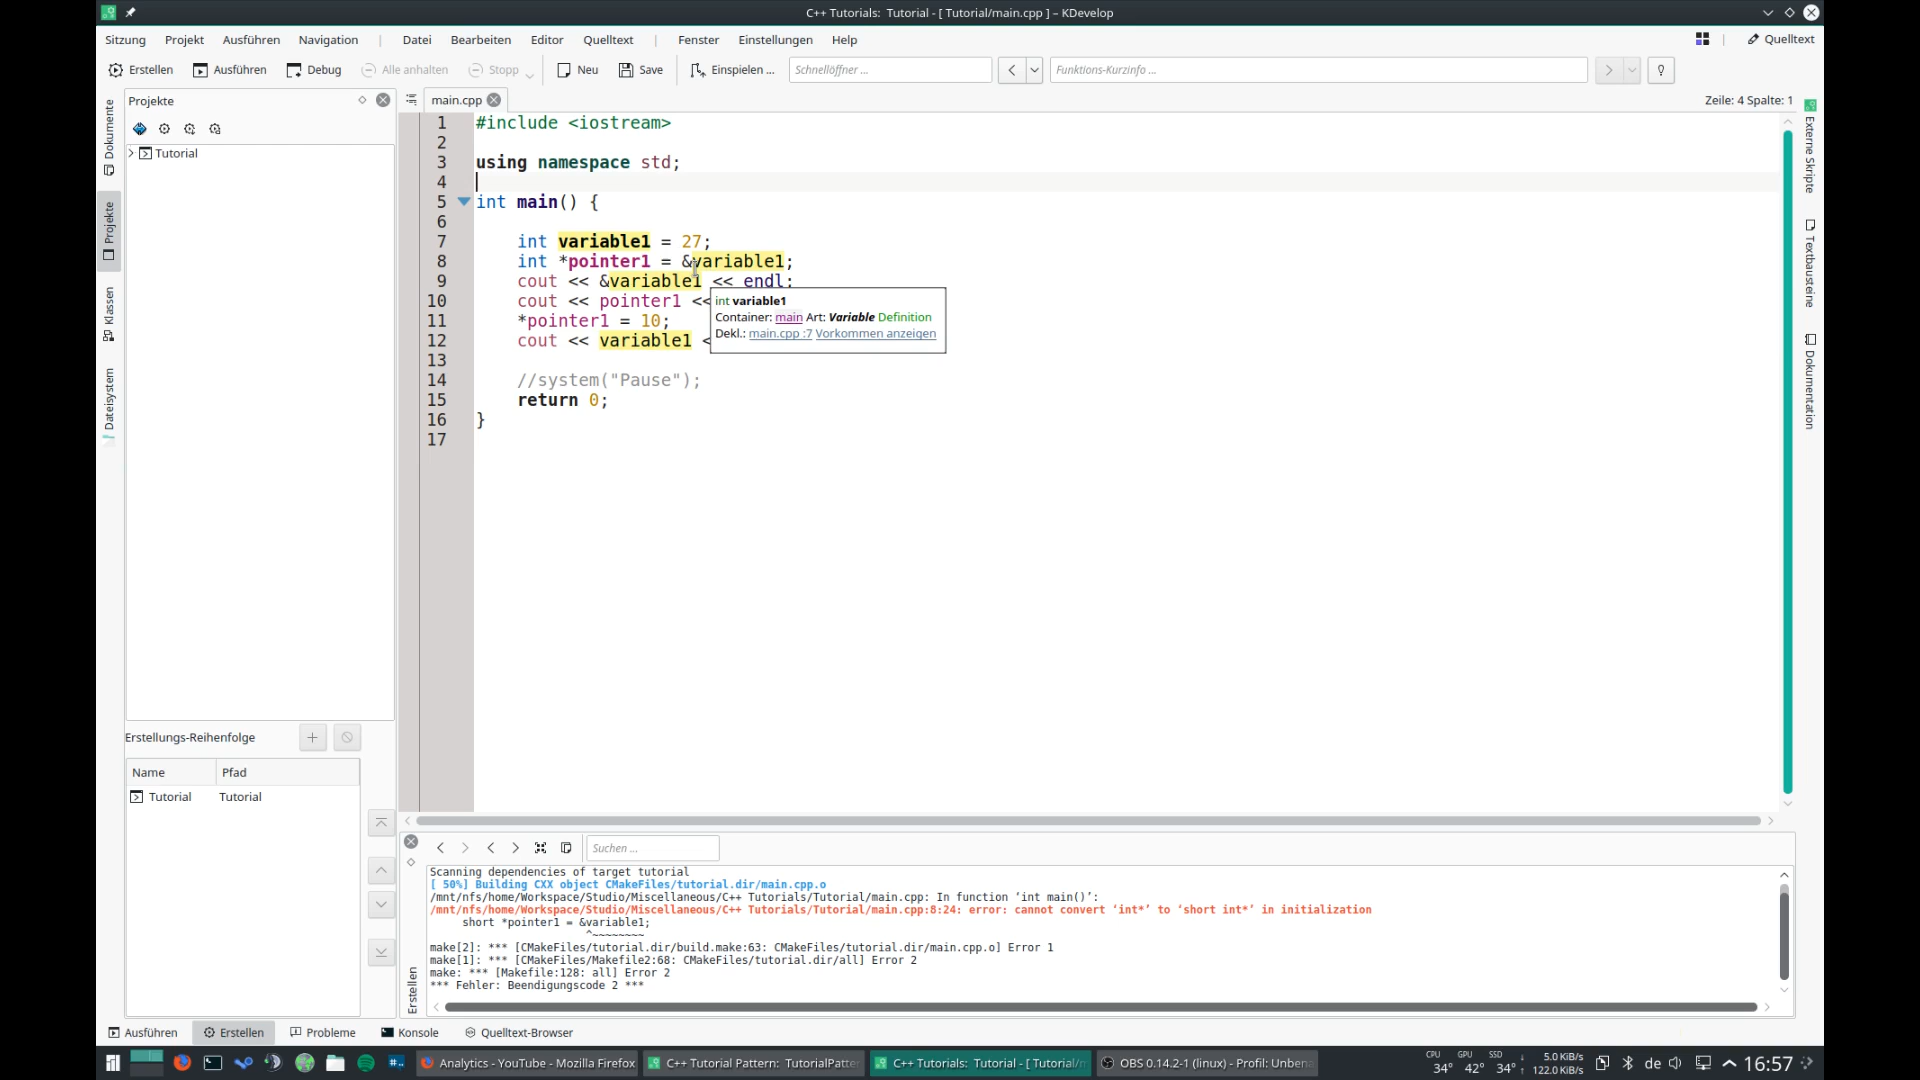 C++ Tutorials: Tutorial - [ Tutorial/main.cpp ] – KDevelop
Sitzung Projekt Ausführen Navigation | Datei Bearbeiten Editor Quelltext | Fenster Einstellungen Help | Quelltext
Erstellen Ausführen Debug Alle anhalten Stopp Neu Save Einspielen ... Schnellöffner ... Funktions-Kurzinfo ...
Projekte
main.cpp
Zeile: 4 Spalte: 1
Tutorial
Dokumente
Projekte
Klassen
Dateisystem
1 #include <iostream>
2
3 using namespace std;
4
5 int main() {
6
7 int variable1 = 27;
8 int *pointer1 = &variable1;
9 cout << &variable1 << endl;
10 cout << pointer1 <<
11 *pointer1 = 10;
12 cout << variable1 <
13
14 //system("Pause");
15 return 0;
16 }
17
int variable1
Container: main Art: Variable Definition
Dekl.: main.cpp :7 Vorkommen anzeigen
Externe Skripte
Textbausteine
Dokumentation
Erstellungs-Reihenfolge
Name Pfad
Tutorial Tutorial
Suchen ...
Erstellen
Scanning dependencies of target tutorial
[ 50%] Building CXX object CMakeFiles/tutorial.dir/main.cpp.o
/mnt/nfs/home/Workspace/Studio/Miscellaneous/C++ Tutorials/Tutorial/main.cpp: In function ‘int main()’:
/mnt/nfs/home/Workspace/Studio/Miscellaneous/C++ Tutorials/Tutorial/main.cpp:8:24: error: cannot convert ‘int*’ to ‘short int*’ in initialization
short *pointer1 = &variable1;
^~~~~~~~~
make[2]: *** [CMakeFiles/tutorial.dir/build.make:63: CMakeFiles/tutorial.dir/main.cpp.o] Error 1
make[1]: *** [CMakeFiles/Makefile2:68: CMakeFiles/tutorial.dir/all] Error 2
make: *** [Makefile:128: all] Error 2
*** Fehler: Beendigungscode 2 ***
Ausführen Erstellen Probleme Konsole Quelltext-Browser
Analytics - YouTube - Mozilla Firefox
C++ Tutorial Pattern: TutorialPatte
C++ Tutorials: Tutorial - [ Tutorial/m
OBS 0.14.2-1 (linux) - Profil: Unben
CPU GPU SSD
34° 42° 34°
5.0 KiB/s
122.0 KiB/s
de
16:57